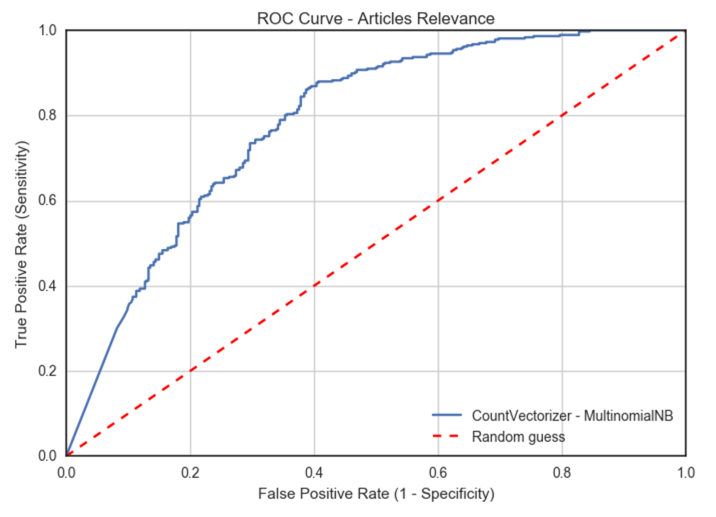 ROC Curve - Articles Relevance
1.0
0.8
0.6
0.4
0.2
0.0
True Positive Rate (Sensitivity)
CountVectorizer - MultinomialNB
Random guess
0.0 0.2 0.4 0.6 0.8 1.0
False Positive Rate (1 - Specificity)